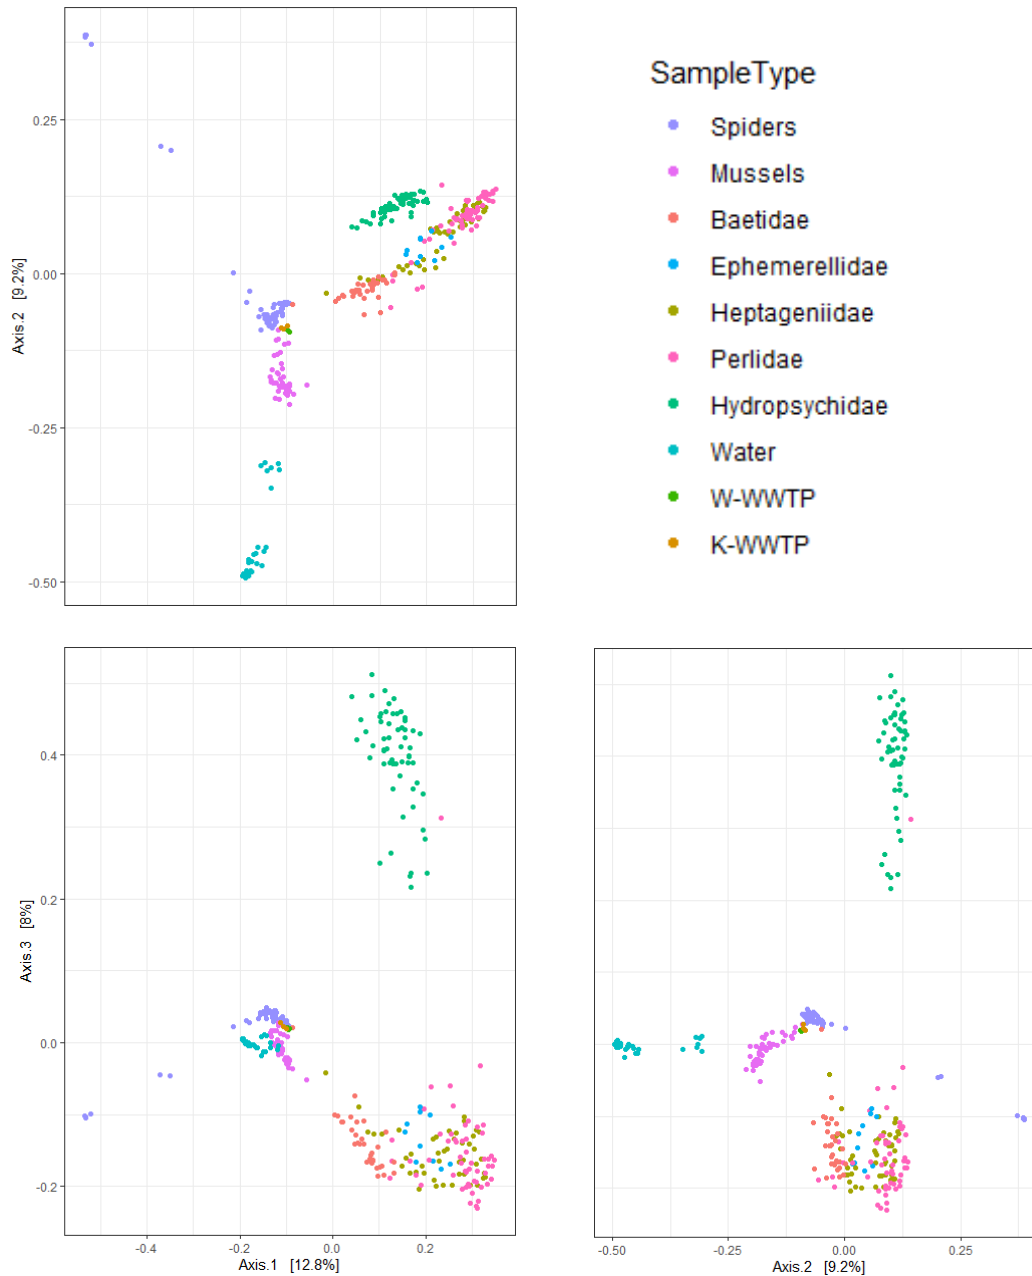 0.25
0.00
-0.25
-0.50
Axis.2 [9.2%]
SampleType
Spiders
Mussels
Baetidae
Ephemerellidae
Heptageniidae
Perlidae
Hydropsychidae
Water
W-WWTP
K-WWTP
0.4
0.2
0.0
-0.2
Axis.3 [8%]
-0.4 -0.2 0.0 0.2
Axis.1 [12.8%]
-0.50 0.00 0.25
Axis.2 [9.2%]